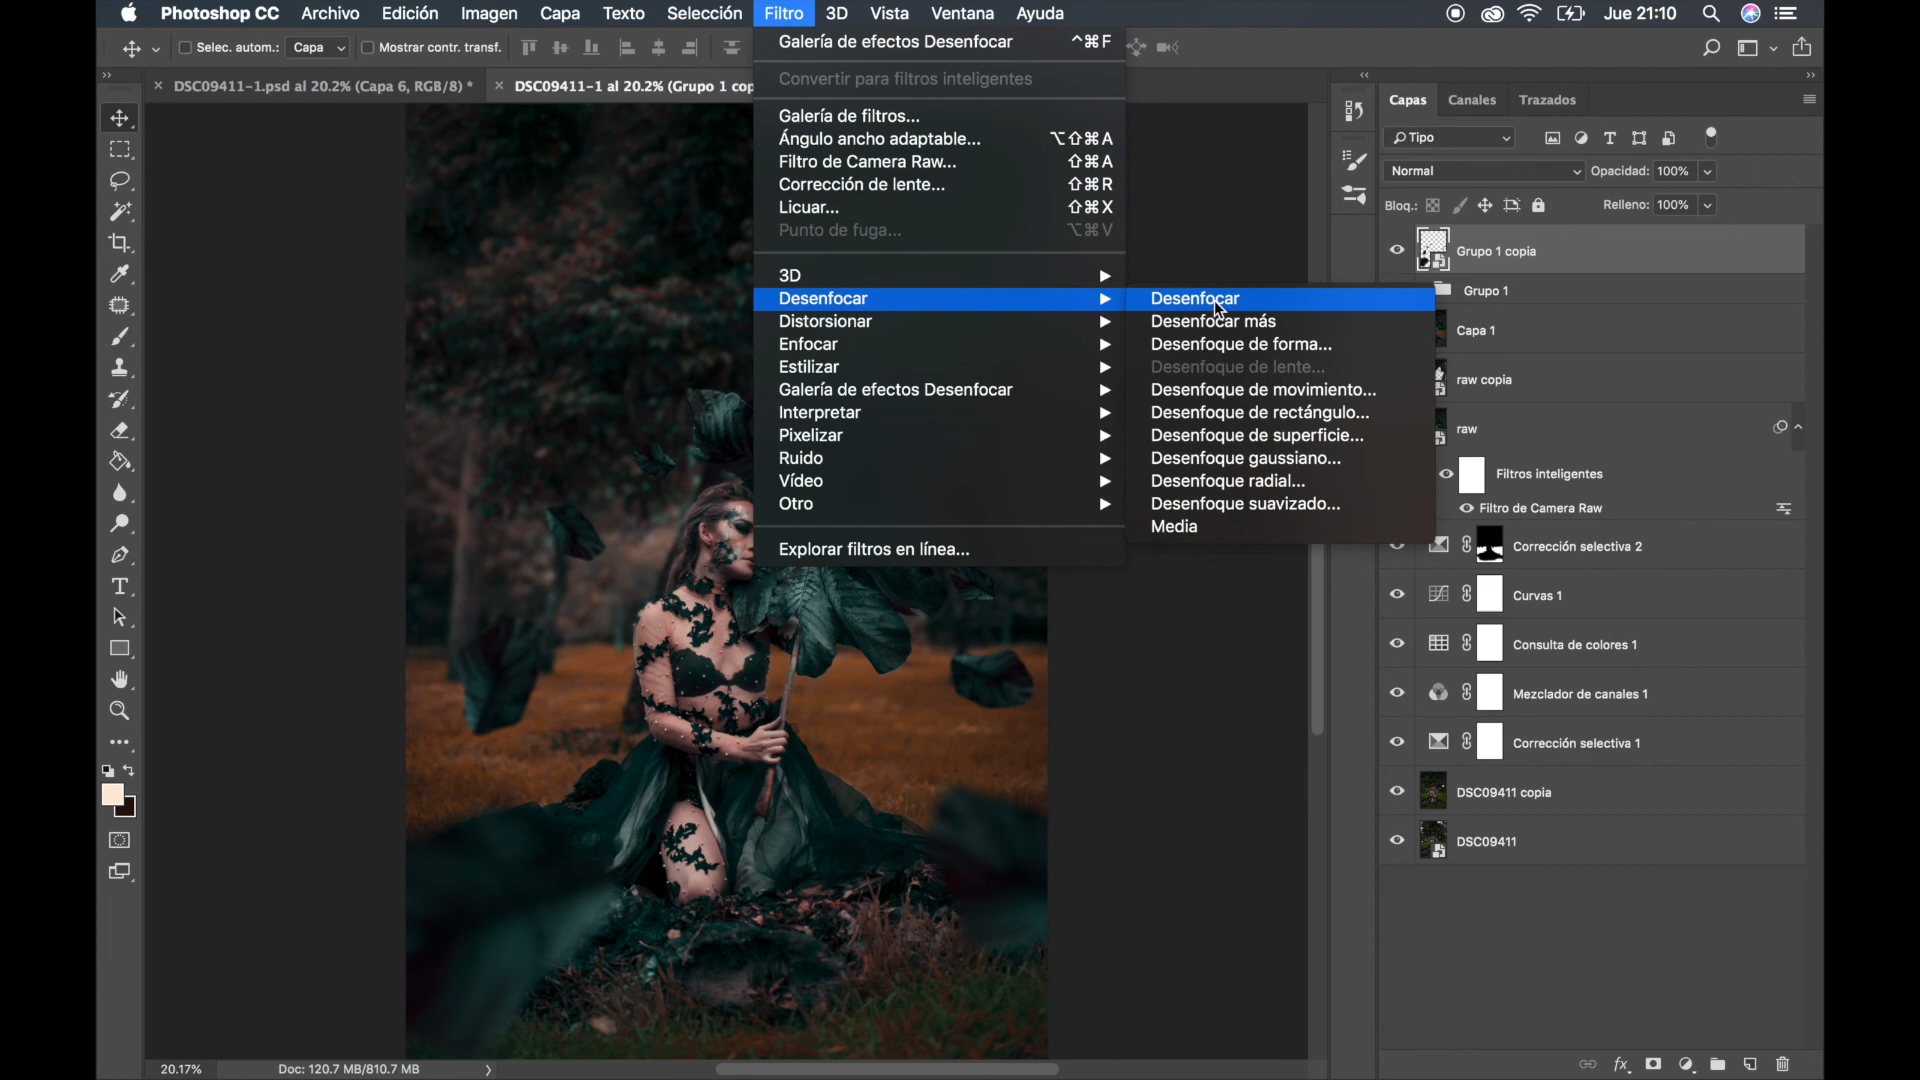 Photoshop CC Archivo Edición Imagen Capa Texto Selección Filtro 3D Vista Ventana Ayuda Jue 21:10
Selec. autom.: Capa Mostrar contr. transf.
DSC09411-1.psd al 20.2% (Capa 6, RGB/8) * DSC09411-1 al 20.2% (Grupo 1 cop
Galería de efectos Desenfocar ^⌘F
Convertir para filtros inteligentes
Galería de filtros...
Ángulo ancho adaptable... ⌥⇧⌘A
Filtro de Camera Raw... ⇧⌘A
Corrección de lente... ⇧⌘R
Licuar... ⇧⌘X
Punto de fuga... ⌥⌘V
3D
Desenfocar
Distorsionar
Enfocar
Estilizar
Galería de efectos Desenfocar
Interpretar
Pixelizar
Ruido
Vídeo
Otro
Explorar filtros en línea...
Desenfocar
Desenfocar más
Desenfoque de forma...
Desenfoque de lente...
Desenfoque de movimiento...
Desenfoque de rectángulo...
Desenfoque de superficie...
Desenfoque gaussiano...
Desenfoque radial...
Desenfoque suavizado...
Media
Capas Canales Trazados
Tipo
Normal Opacidad: 100%
Bloq.: Relleno: 100%
Grupo 1 copia
Grupo 1
Capa 1
raw copia
raw
Filtros inteligentes
Filtro de Camera Raw
Corrección selectiva 2
Curvas 1
Consulta de colores 1
Mezclador de canales 1
Corrección selectiva 1
DSC09411 copia
DSC09411
20.17% Doc: 120.7 MB/810.7 MB
fx